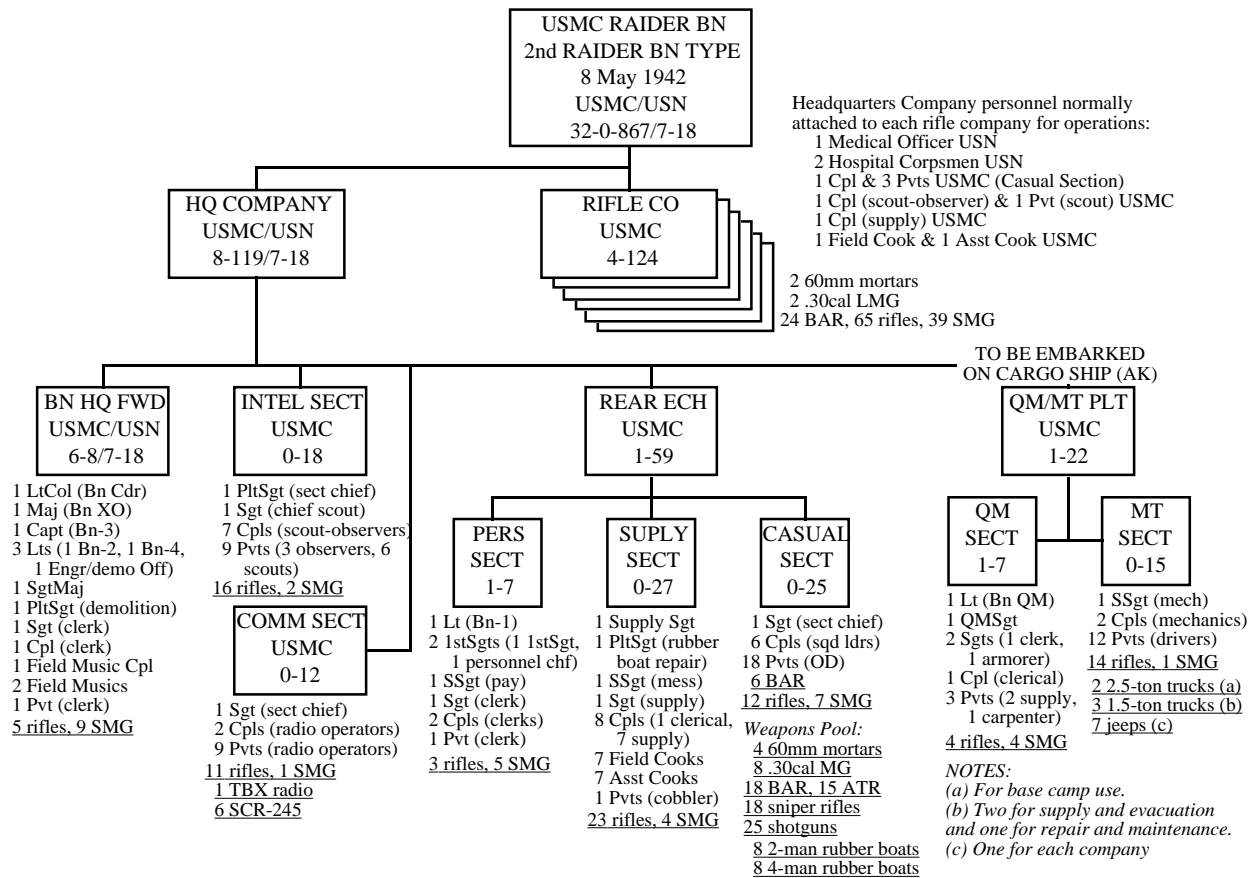 USMC RAIDER BN
2nd RAIDER BN TYPE
8 May 1942
USMC/USN
32-0-867/7-18
Headquarters Company personnel normally
attached to each rifle company for operations:
1 Medical Officer USN
2 Hospital Corpsmen USN
1 Cpl & 3 Pvts USMC (Casual Section)
1 Cpl (scout-observer) & 1 Pvt (scout) USMC
1 Cpl (supply) USMC
1 Field Cook & 1 Asst Cook USMC
HQ COMPANY
USMC/USN
8-119/7-18
RIFLE CO
USMC
4-124
2 60mm mortars
2 .30cal LMG
24 BAR, 65 rifles, 39 SMG
TO BE EMBARKED
ON CARGO SHIP (AK)
BN HQ FWD
USMC/USN
6-8/7-18
1 LtCol (Bn Cdr)
1 Maj (Bn XO)
1 Capt (Bn-3)
3 Lts (1 Bn-2, 1 Bn-4,
1 Engr/demo Off)
1 SgtMaj
1 PltSgt (demolition)
1 Sgt (clerk)
1 Cpl (clerk)
1 Field Music Cpl
2 Field Musics
1 Pvt (clerk)
5 rifles, 9 SMG
INTEL SECT
USMC
0-18
1 PltSgt (sect chief)
1 Sgt (chief scout)
7 Cpls (scout-observers)
9 Pvts (3 observers, 6
scouts)
16 rifles, 2 SMG
COMM SECT
USMC
0-12
1 Sgt (sect chief)
2 Cpls (radio operators)
9 Pvts (radio operators)
11 rifles, 1 SMG
1 TBX radio
6 SCR-245
REAR ECH
USMC
1-59
PERS
SECT
1-7
1 Lt (Bn-1)
2 1stSgts (1 1stSgt,
1 personnel chf)
1 SSgt (pay)
1 Sgt (clerk)
2 Cpls (clerks)
1 Pvt (clerk)
3 rifles, 5 SMG
SUPLY
SECT
0-27
1 Supply Sgt
1 PltSgt (rubber
boat repair)
1 SSgt (mess)
1 Sgt (supply)
8 Cpls (1 clerical,
7 supply)
7 Field Cooks
7 Asst Cooks
1 Pvts (cobbler)
23 rifles, 4 SMG
CASUAL
SECT
0-25
1 Sgt (sect chief)
6 Cpls (sqd ldrs)
18 Pvts (OD)
6 BAR
12 rifles, 7 SMG
Weapons Pool:
4 60mm mortars
8 .30cal MG
18 BAR, 15 ATR
18 sniper rifles
25 shotguns
8 2-man rubber boats
8 4-man rubber boats
QM/MT PLT
USMC
1-22
QM
SECT
1-7
1 Lt (Bn QM)
1 QMSgt
2 Sgts (1 clerk,
1 armorer)
1 Cpl (clerical)
3 Pvts (2 supply,
1 carpenter)
4 rifles, 4 SMG
MT
SECT
0-15
1 SSgt (mech)
2 Cpls (mechanics)
12 Pvts (drivers)
14 rifles, 1 SMG
2 2.5-ton trucks (a)
3 1.5-ton trucks (b)
7 jeeps (c)
NOTES:
(a) For base camp use.
(b) Two for supply and evacuation
and one for repair and maintenance.
(c) One for each company